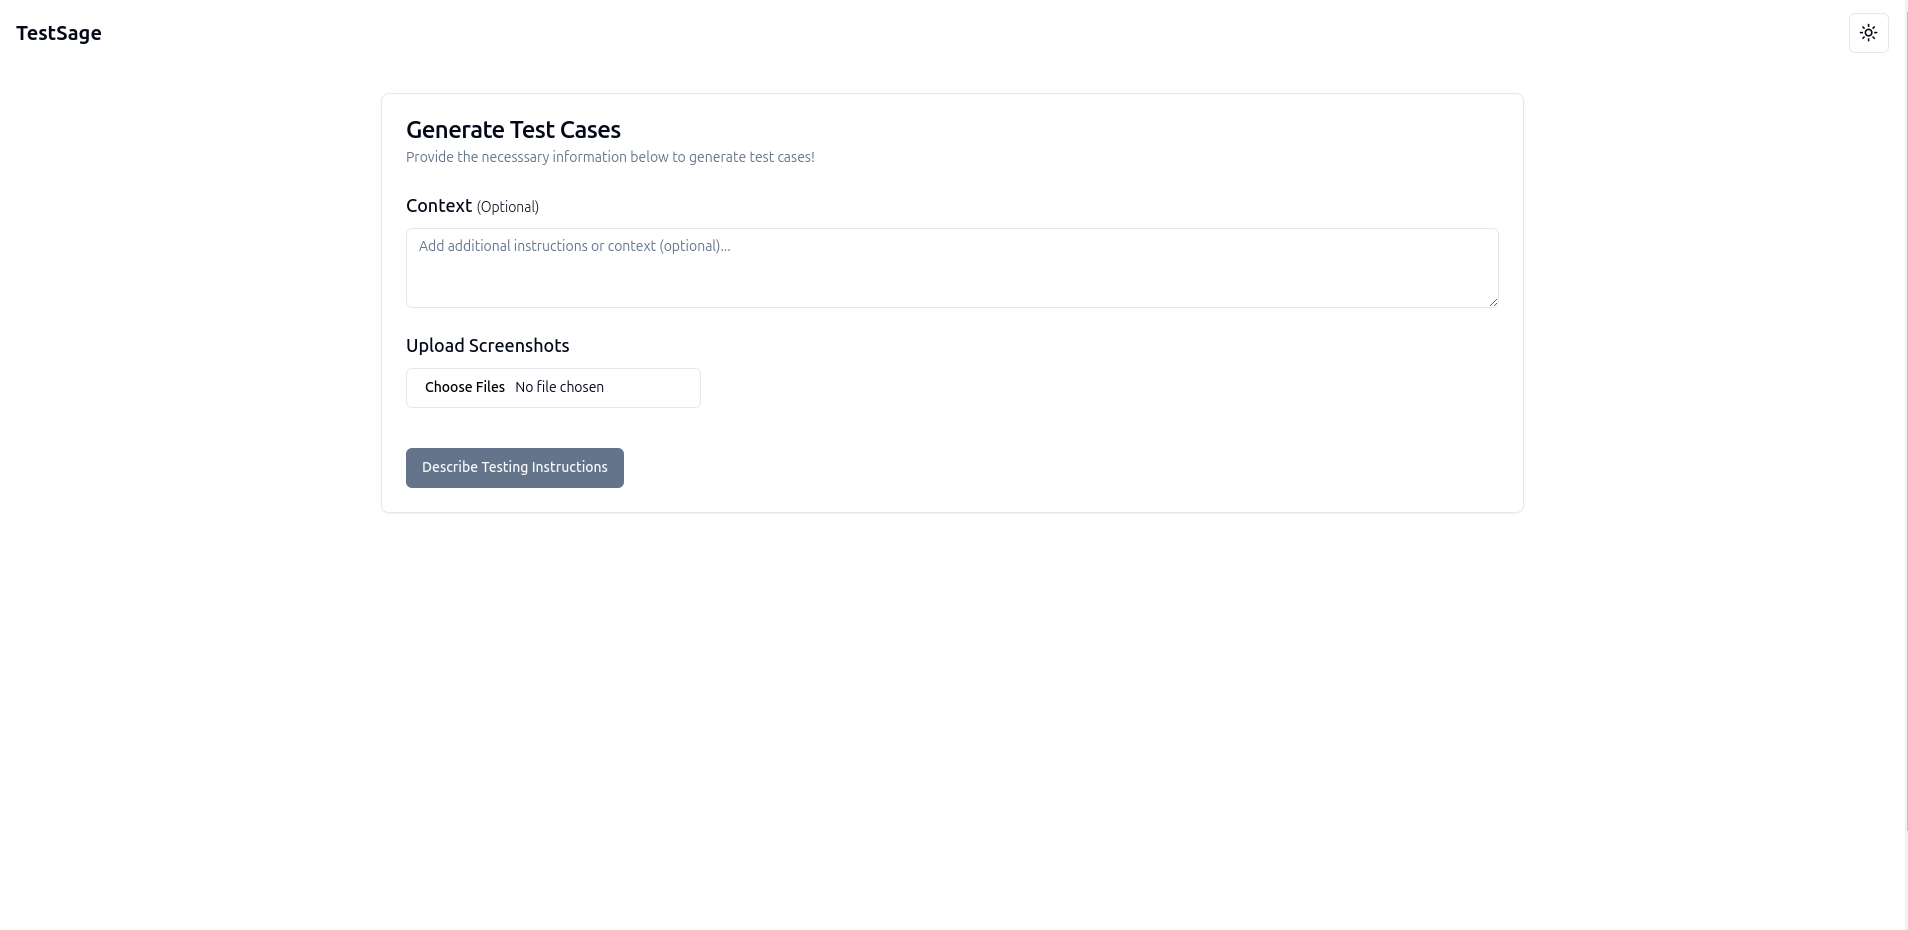 TestSage
Generate Test Cases
Provide the necesssary information below to generate test cases!
Context (Optional)
Add additional instructions or context (optional)...
Upload Screenshots
Choose Files No file chosen
Describe Testing Instructions